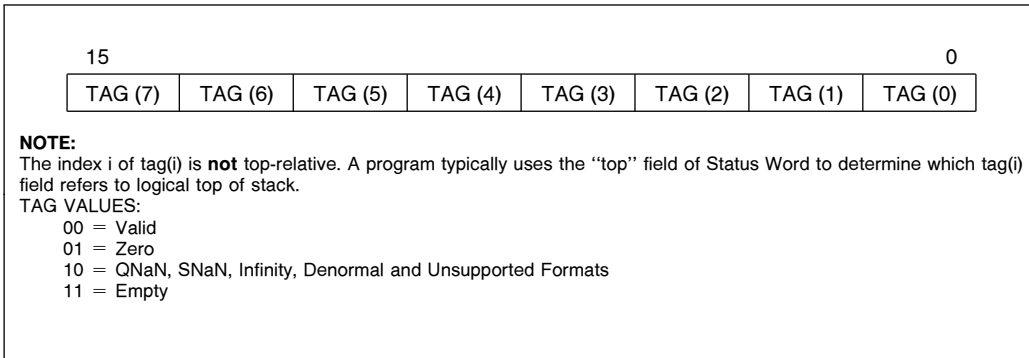 15 0
TAG (7) TAG (6) TAG (5) TAG (4) TAG (3) TAG (2) TAG (1) TAG (0)
NOTE:
The index i of tag(i) is not top-relative. A program typically uses the ‘‘top’’ field of Status Word to determine which tag(i)
field refers to logical top of stack.
TAG VALUES:
00 = Valid
01 = Zero
10 = QNaN, SNaN, Infinity, Denormal and Unsupported Formats
11 = Empty